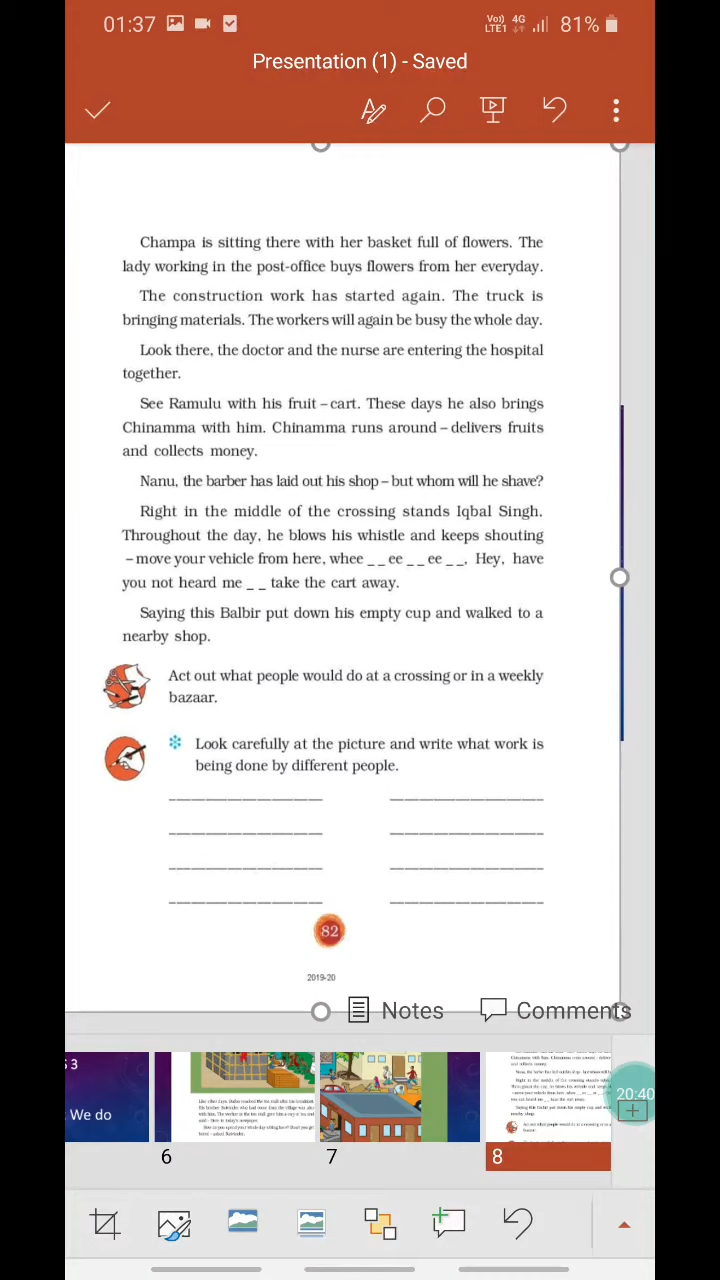 01:37
Vo)) 4G
LTE1
81%
Presentation (1) - Saved
Champa is sitting there with her basket full of flowers. The
lady working in the post-office buys flowers from her everyday.
The construction work has started again. The truck is
bringing materials. The workers will again be busy the whole day.
Look there, the doctor and the nurse are entering the hospital
together.
See Ramulu with his fruit – cart. These days he also brings
Chinamma with him. Chinamma runs around – delivers fruits
and collects money.
Nanu, the barber has laid out his shop – but whom will he shave?
Right in the middle of the crossing stands Iqbal Singh.
Throughout the day, he blows his whistle and keeps shouting
– move your vehicle from here, whee _ _ ee _ _ ee _ _. Hey, have
you not heard me _ _ take the cart away.
Saying this Balbir put down his empty cup and walked to a
nearby shop.
Act out what people would do at a crossing or in a weekly
bazaar.
Look carefully at the picture and write what work is
being done by different people.
82
2019-20
Notes
Comments
S 3
. We do
6
7
8
20:40